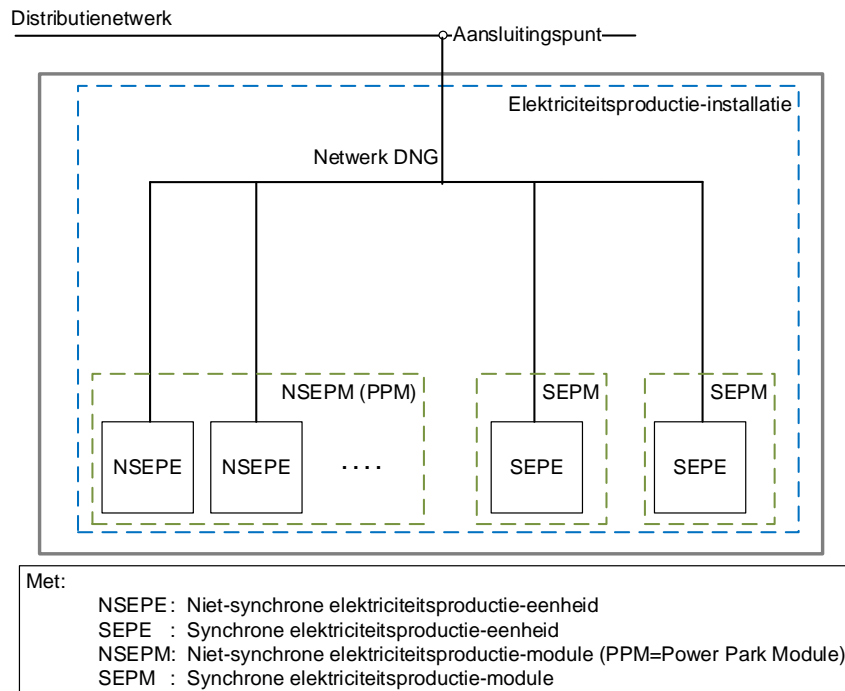 Distributienetwerk
Aansluitingspunt
Elektriciteitsproductie-installatie
Netwerk DNG
NSEPM (PPM)
SEPM
SEPM
NSEPE
NSEPE
....
SEPE
SEPE
Met:
NSEPE: Niet-synchrone elektriciteitsproductie-eenheid
SEPE : Synchrone elektriciteitsproductie-eenheid
NSEPM: Niet-synchrone elektriciteitsproductie-module (PPM=Power Park Module)
SEPM : Synchrone elektriciteitsproductie-module